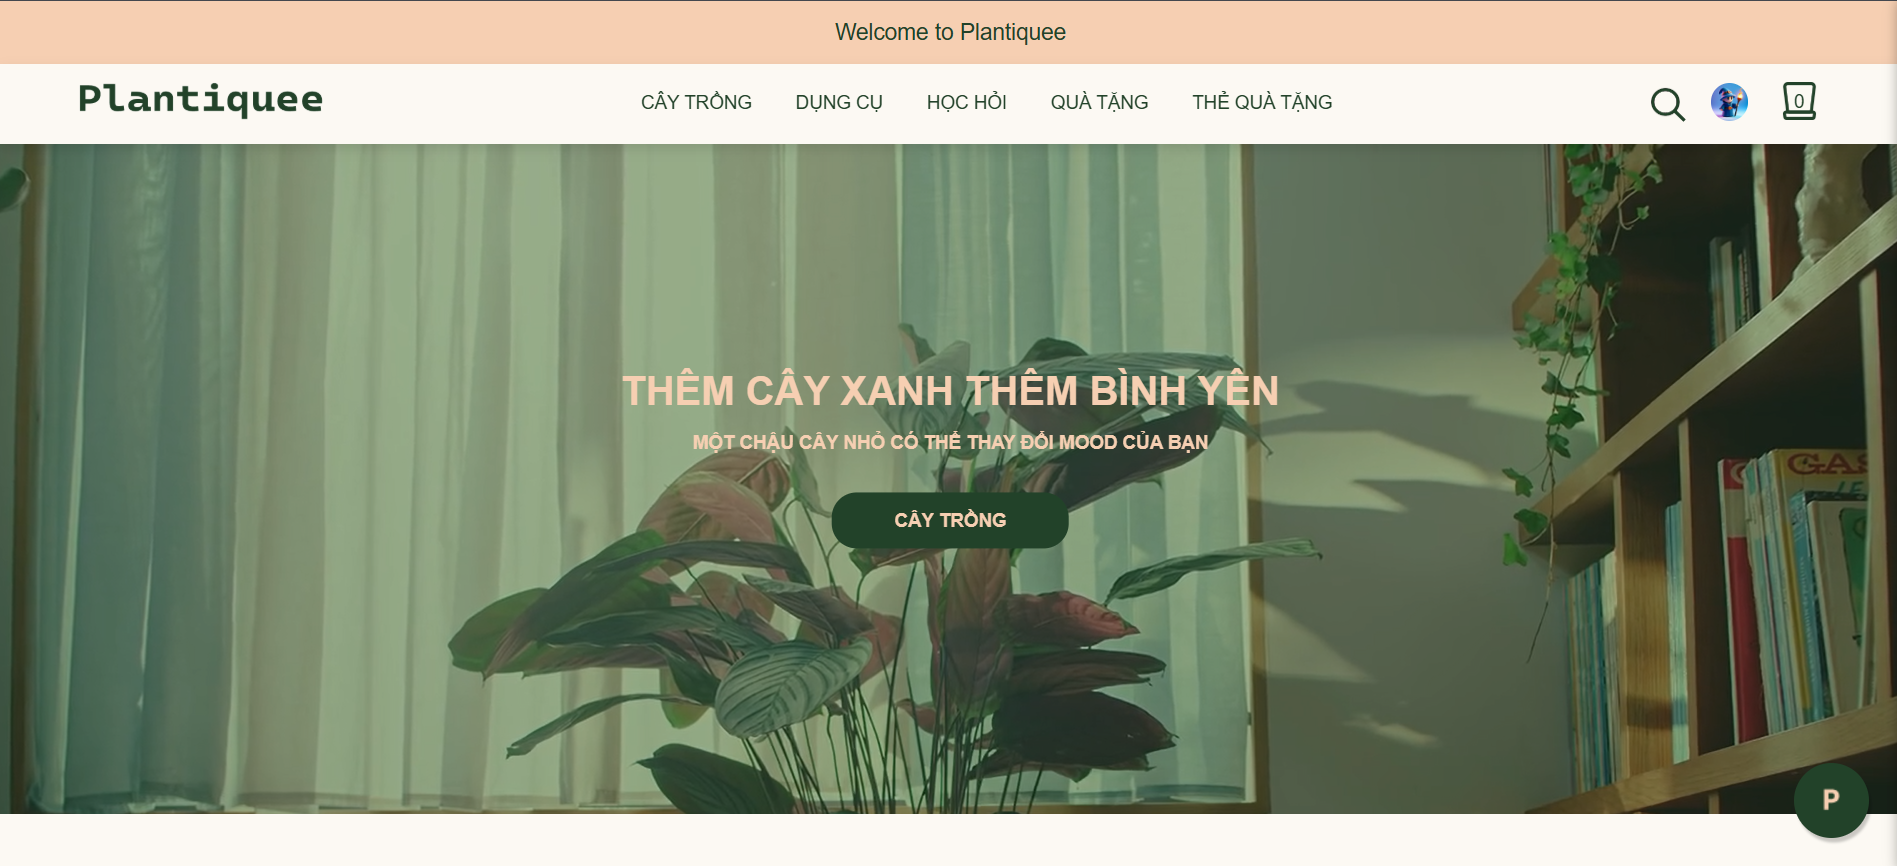 Welcome to Plantiquee
Plantiquee
CÂY TRỒNG DỤNG CỤ HỌC HỎI QUÀ TẶNG THẺ QUÀ TẶNG
0
THÊM CÂY XANH THÊM BÌNH YÊN
MỘT CHẬU CÂY NHỎ CÓ THỂ THAY ĐỔI MOOD CỦA BẠN
CÂY TRỒNG
P